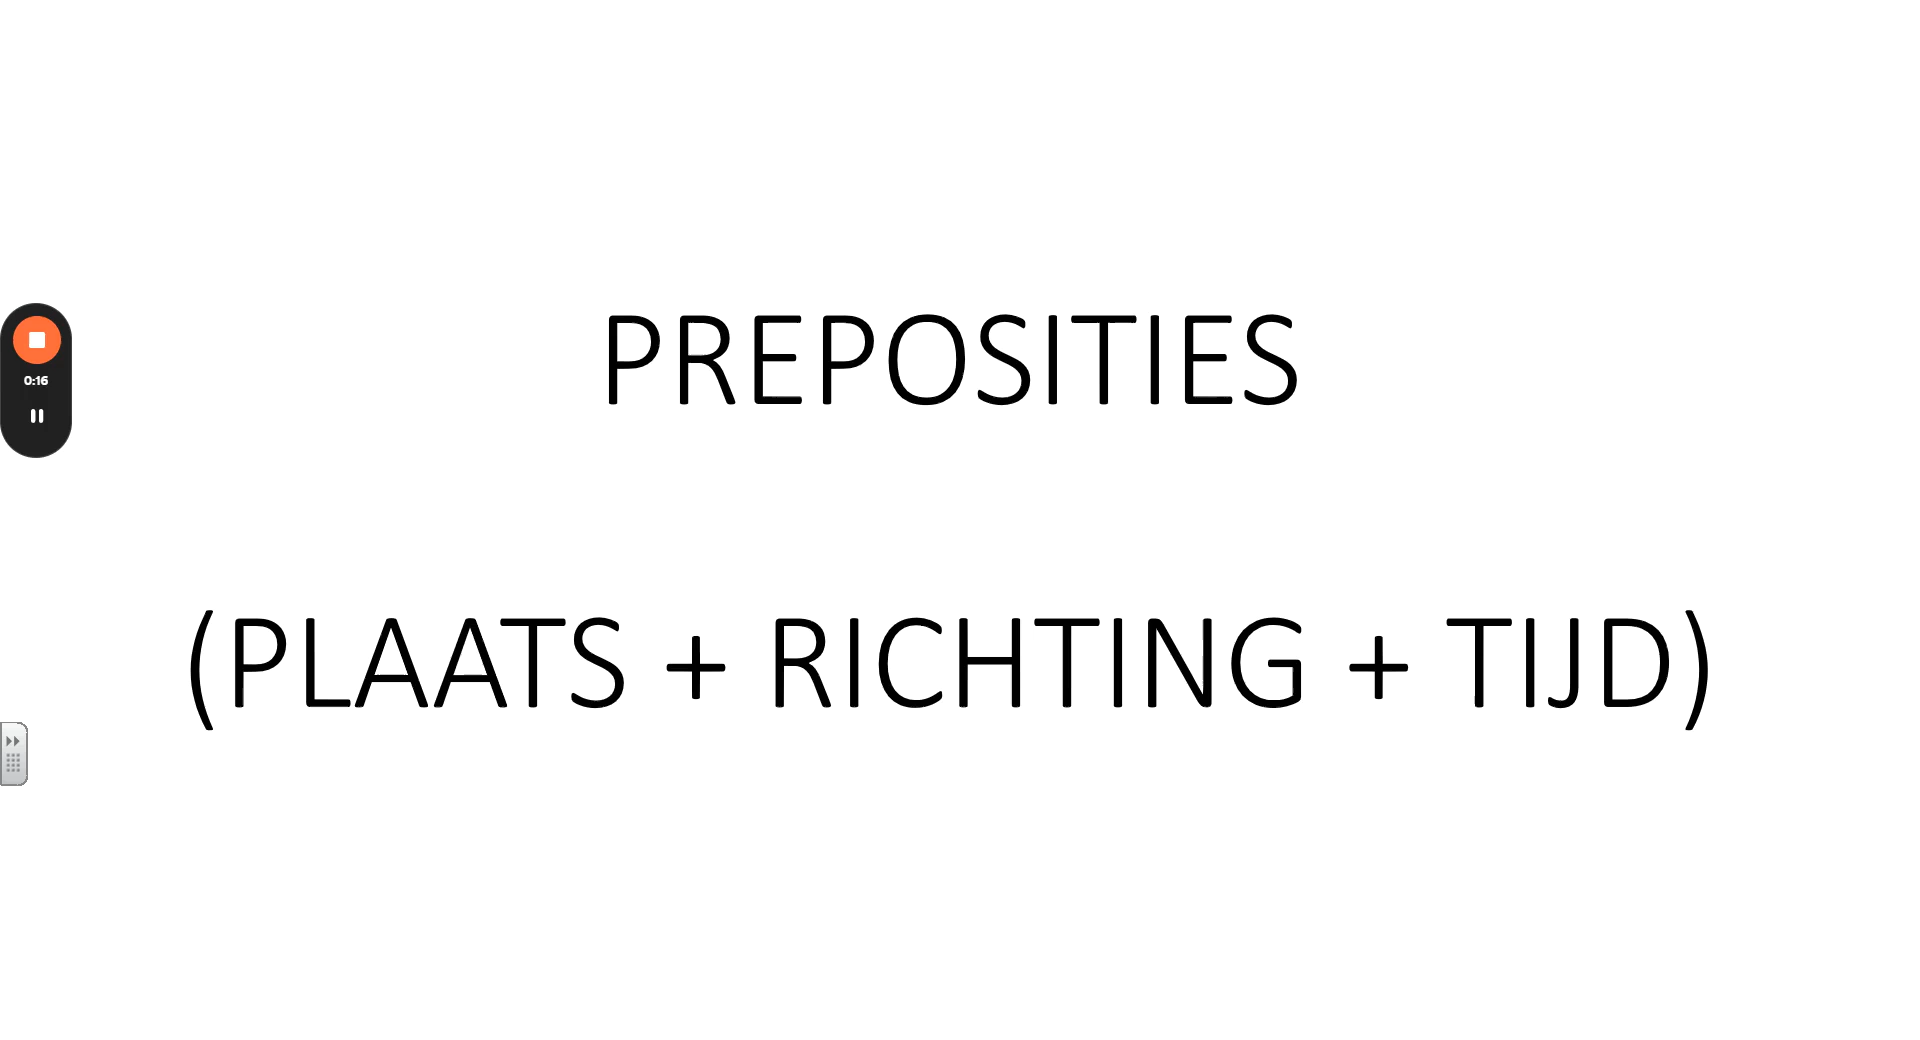 PREPOSITIES
0:16
(PLAATS + RICHTING + TIJD)